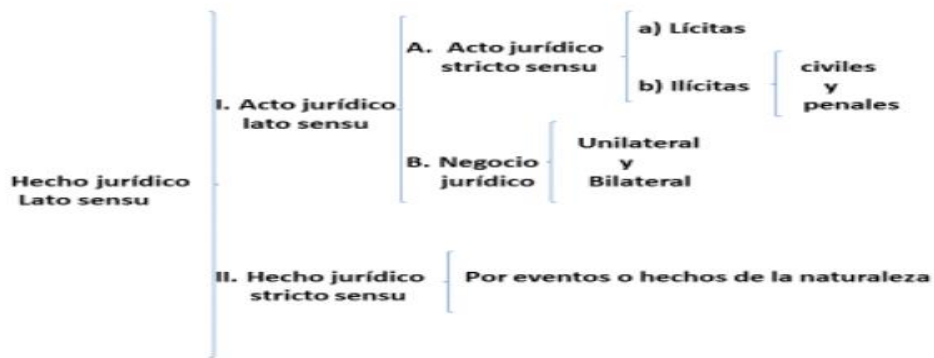 Hecho jurídico
Lato sensu
I. Acto jurídico
lato sensu
A. Acto jurídico
stricto sensu
a) Lícitas
b) Ilícitas
civiles
y
penales
B. Negocio
jurídico
Unilateral
y
Bilateral
II. Hecho jurídico
stricto sensu
Por eventos o hechos de la naturaleza